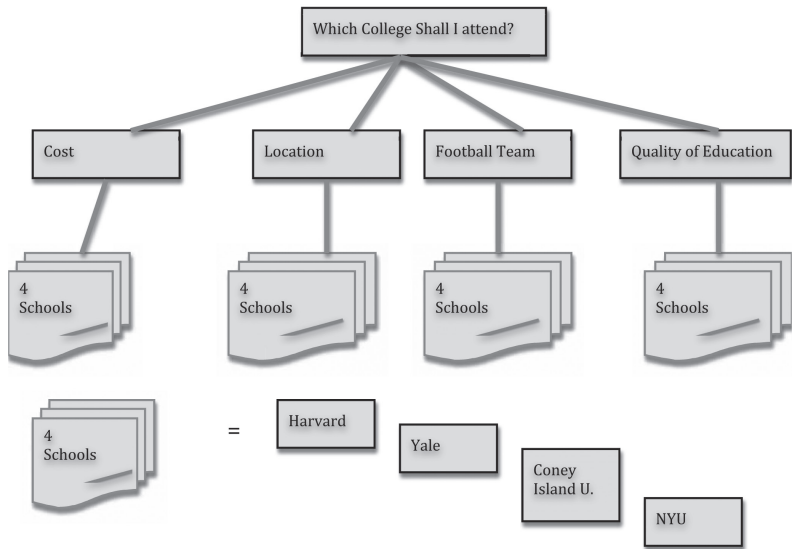 Which College Shall I attend?
Cost
Location
Football Team
Quality of Education
4
Schools
4
Schools
4
Schools
4
Schools
4
Schools
=
Harvard
Yale
Coney
Island U.
NYU